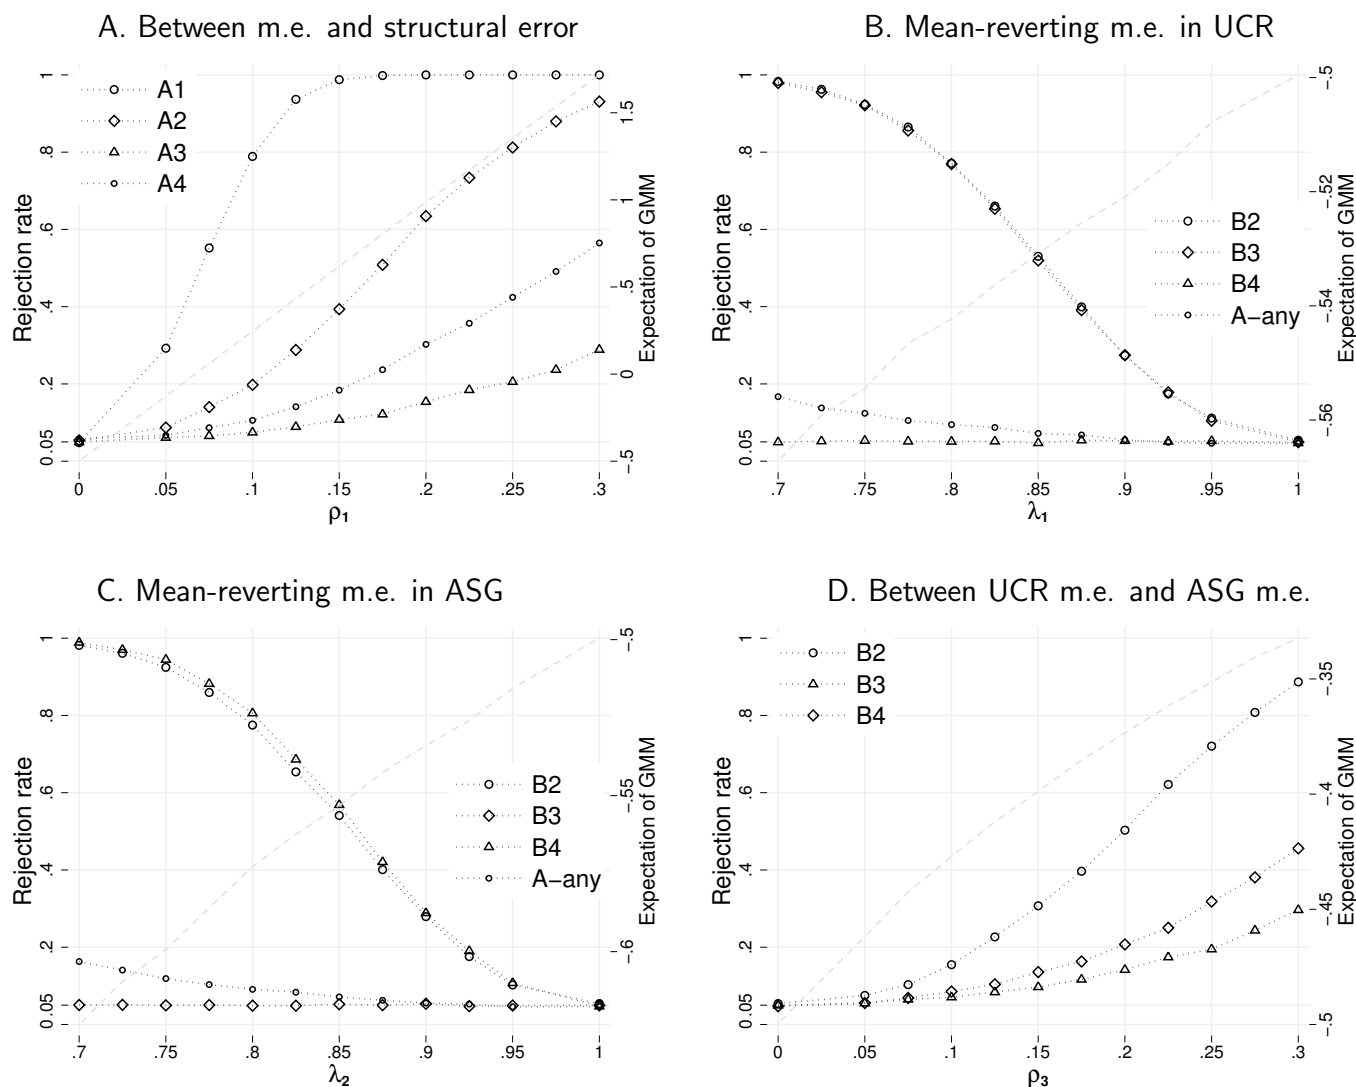 A. Between m.e. and structural error
1
.8
.6
.4
.2
0.05
Rejection rate
A1
A2
A3
A4
1.5
1
.5
0
-.5
Expectation of GMM
0 .05 .1 .15 .2 .25 .3
ρ1
B. Mean-reverting m.e. in UCR
1
.8
.6
.4
.2
0.05
Rejection rate
B2
B3
B4
A−any
-.5
-.52
-.54
-.56
Expectation of GMM
.7 .75 .8 .85 .9 .95 1
λ1
C. Mean-reverting m.e. in ASG
1
.8
.6
.4
.2
0.05
Rejection rate
B2
B3
B4
A−any
-.5
-.55
-.6
Expectation of GMM
.7 .75 .8 .85 .9 .95 1
λ2
D. Between UCR m.e. and ASG m.e.
1
.8
.6
.4
.2
0.05
Rejection rate
B2
B3
B4
-.35
-.4
-.45
-.5
Expectation of GMM
0 .05 .1 .15 .2 .25 .3
ρ3